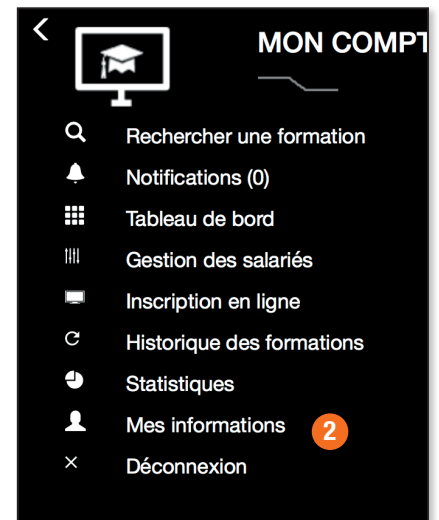 MON COMPT
Rechercher une formation
Notifications (0)
Tableau de bord
Gestion des salariés
Inscription en ligne
Historique des formations
Statistiques
Mes informations 2
Déconnexion